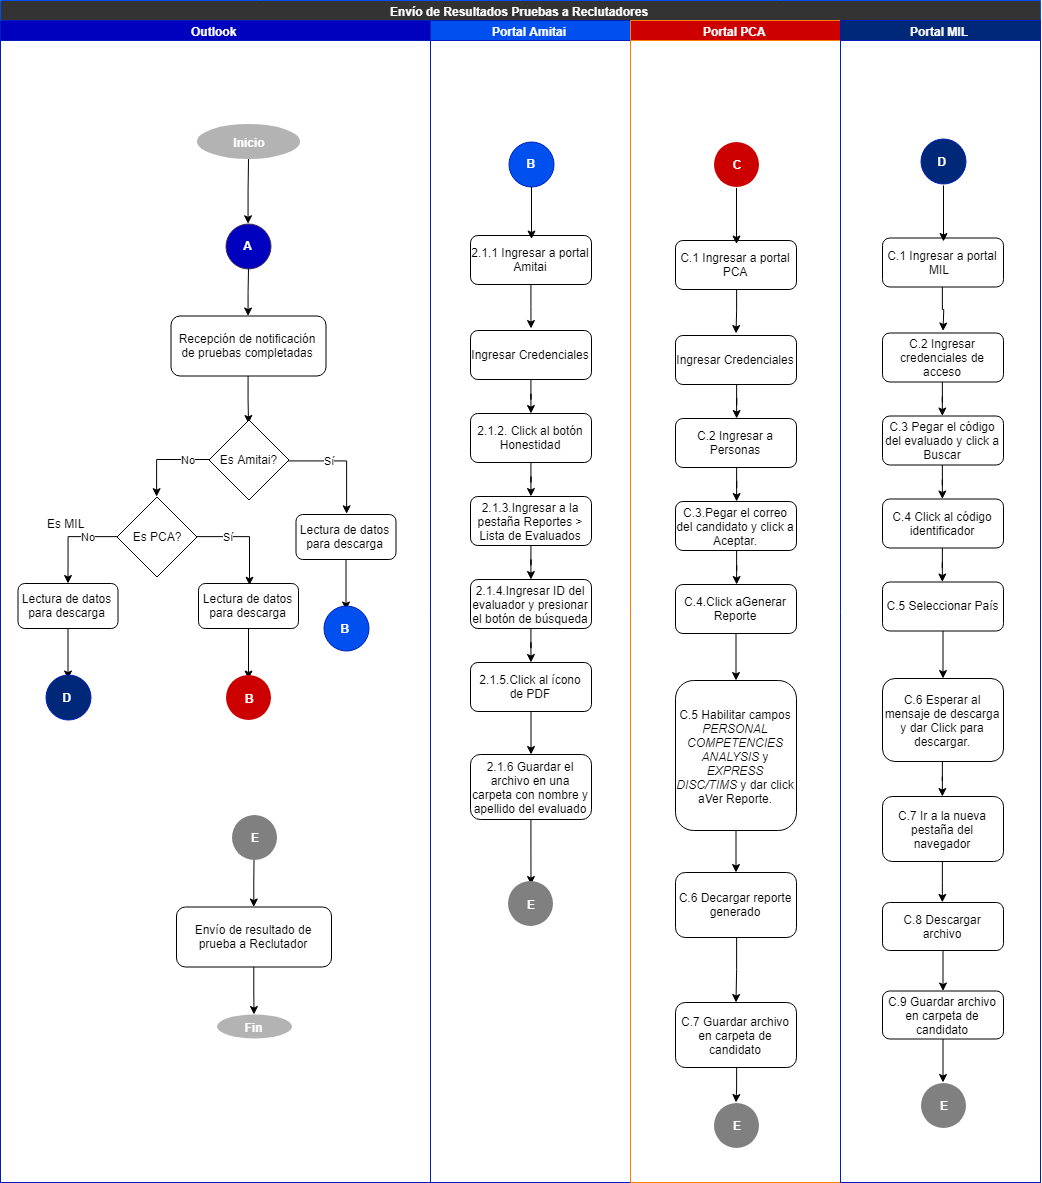 Envío de Resultados Pruebas a Reclutadores
Outlook
Portal Amitai
Portal PCA
Portal MIL
Inicio
A
Recepción de notificación
de pruebas completadas
Es Amitai?
No
Sí
Es PCA?
Es MIL
No
Sí
Lectura de datos
para descarga
B
Lectura de datos
para descarga
D
Lectura de datos
para descarga
B
E
Envío de resultado de
prueba a Reclutador
Fin
B
2.1.1 Ingresar a portal
Amitai
Ingresar Credenciales
2.1.2. Click al botón
Honestidad
2.1.3.Ingresar a la
pestaña Reportes >
Lista de Evaluados
2.1.4.Ingresar ID del
evaluador y presionar
el botón de búsqueda
2.1.5.Click al ícono
de PDF
2.1.6 Guardar el
archivo en una
carpeta con nombre y
apellido del evaluado
E
C
C.1 Ingresar a portal
PCA
Ingresar Credenciales
C.2 Ingresar a
Personas
C.3.Pegar el correo
del candidato y click a
Aceptar.
C.4.Click aGenerar
Reporte
C.5 Habilitar campos
PERSONAL
COMPETENCIES
ANALYSIS y
EXPRESS
DISC/TIMS y dar click
aVer Reporte.
C.6 Decargar reporte
generado
C.7 Guardar archivo
en carpeta de
candidato
E
D
C.1 Ingresar a portal
MIL
C.2 Ingresar
credenciales de
acceso
C.3 Pegar el código
del evaluado y click a
Buscar
C.4 Click al código
identificador
C.5 Seleccionar País
C.6 Esperar al
mensaje de descarga
y dar Click para
descargar.
C.7 Ir a la nueva
pestaña del
navegador
C.8 Descargar
archivo
C.9 Guardar archivo
en carpeta de
candidato
E